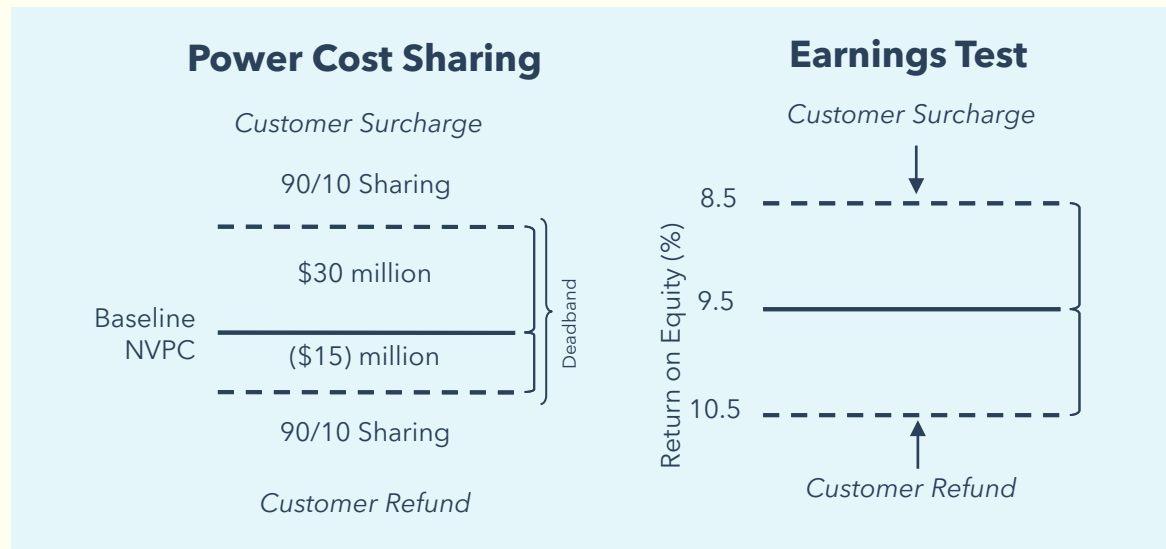 Power Cost Sharing
Customer Surcharge
90/10 Sharing
$30 million
Baseline
NVPC
($15) million
Deadband
90/10 Sharing
Customer Refund
Earnings Test
Customer Surcharge
8.5
Return on Equity (%)
9.5
10.5
Customer Refund